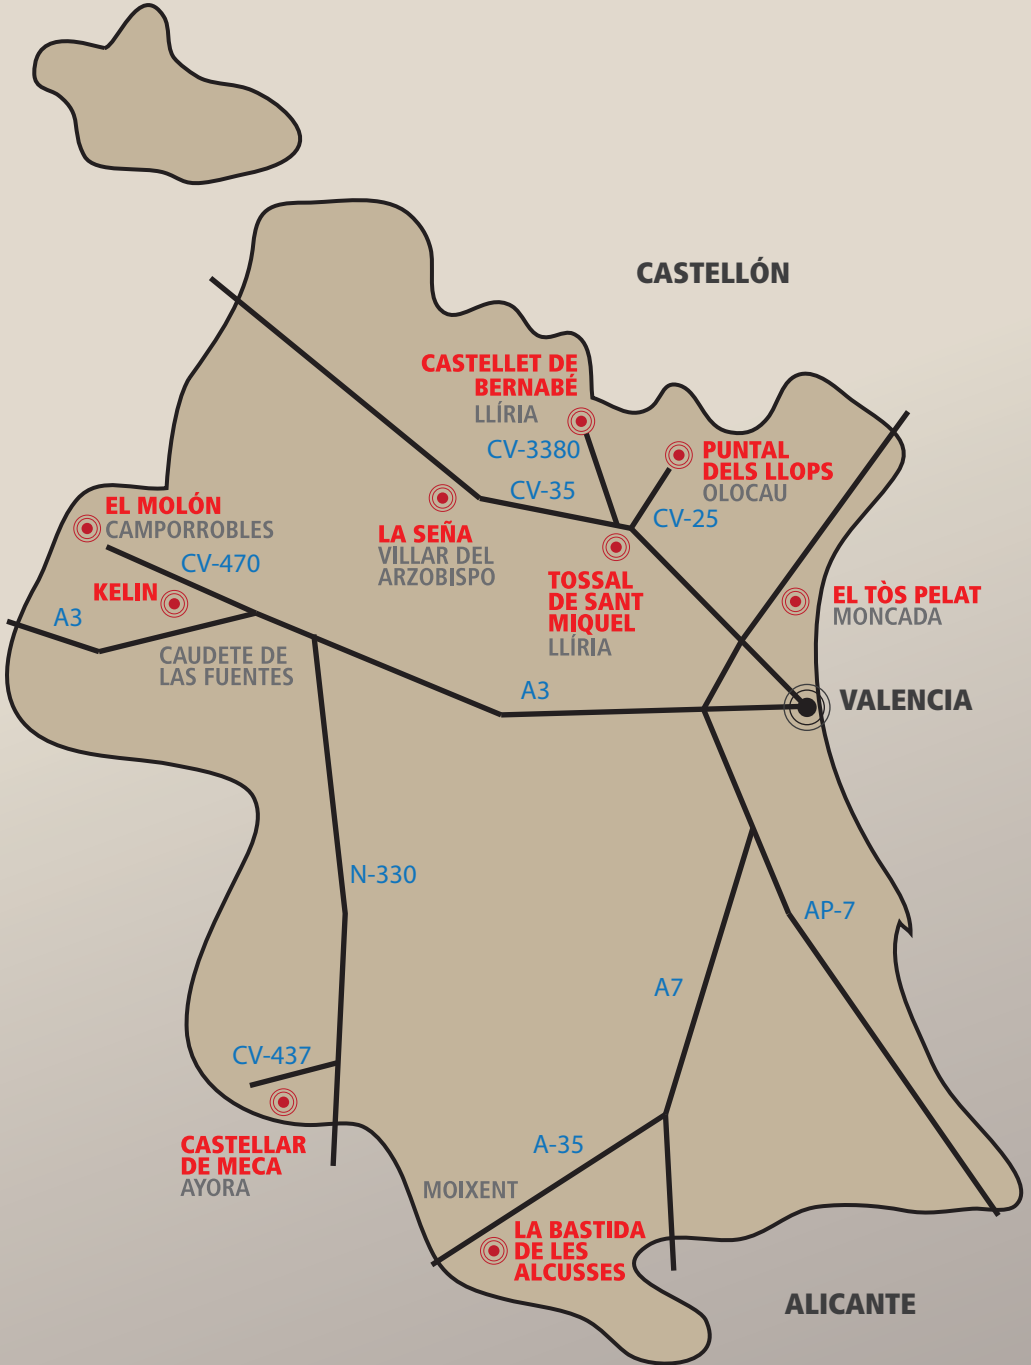 CASTELLÓN
CASTELLET DE
BERNABÉ
LLÍRIA
CV-3380
CV-35
PUNTAL
DELS LLOPS
OLOCAU
CV-25
EL MOLÓN
CAMPORROBLES
CV-470
KELIN
A3
CAUDETE DE
LAS FUENTES
LA SEÑA
VILLAR DEL
ARZOBISPO
TOSSAL
DE SANT
MIQUEL
LLÍRIA
EL TÒS PELAT
MONCADA
A3
VALENCIA
N-330
AP-7
A7
CV-437
CASTELLAR
DE MECA
AYORA
A-35
MOIXENT
LA BASTIDA
DE LES
ALCUSSES
ALICANTE